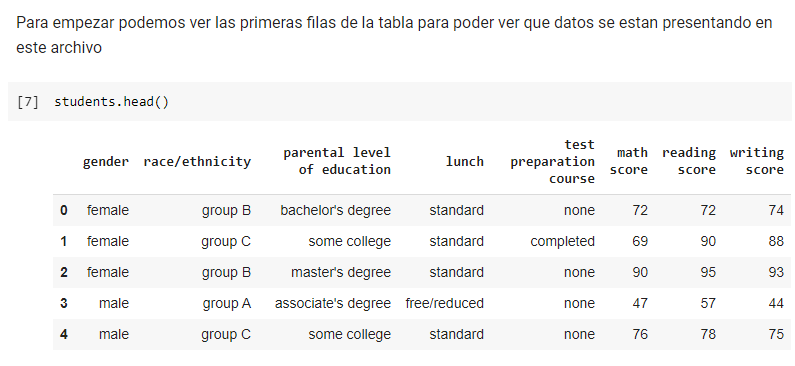 Para empezar podemos ver las primeras filas de la tabla para poder ver que datos se estan presentando en
este archivo
[7] students.head()
gender race/ethnicity parental level of education lunch test preparation course math score reading score writing score
0 female group B bachelor's degree standard none 72 72 74
1 female group C some college standard completed 69 90 88
2 female group B master's degree standard none 90 95 93
3 male group A associate's degree free/reduced none 47 57 44
4 male group C some college standard none 76 78 75